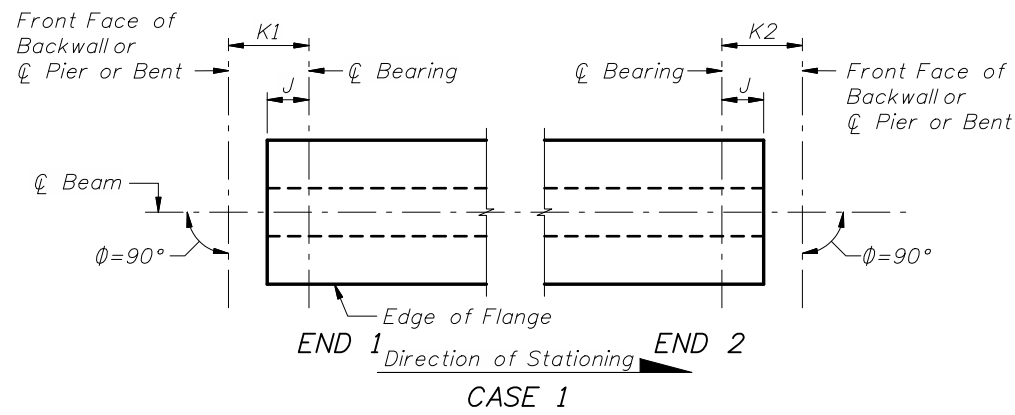 Front Face of
Backwall or
℄ Pier or Bent
K1
℄ Bearing
J
K2
℄ Bearing
J
Front Face of
Backwall or
℄ Pier or Bent
℄ Beam
ϕ=90°
ϕ=90°
Edge of Flange
END 1
END 2
Direction of Stationing
CASE 1